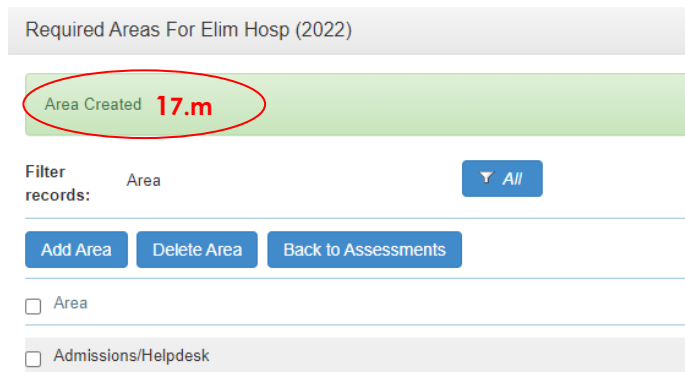 Required Areas For Elim Hosp (2022)
Area Created 17.m
Filter
records:
Area
All
Add Area Delete Area Back to Assessments
Area
Admissions/Helpdesk